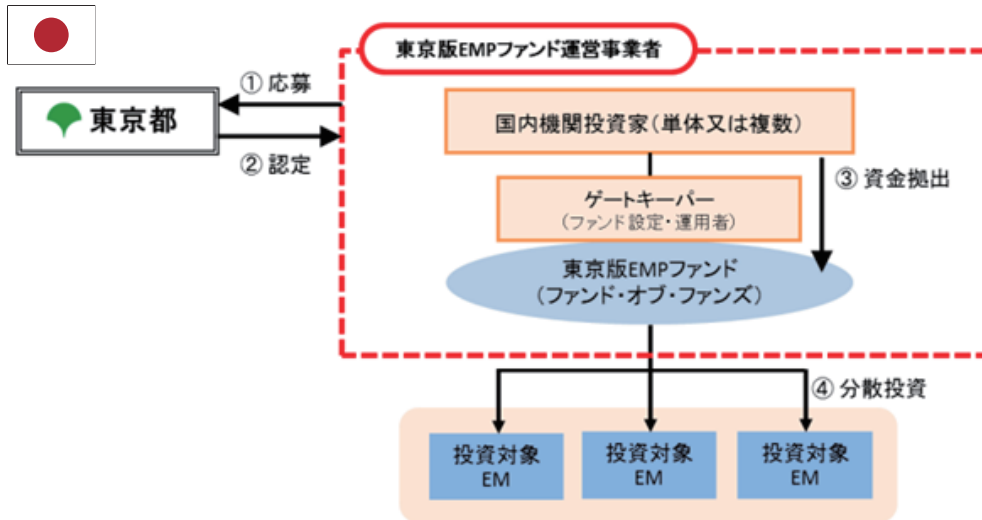 東京版EMPファンド運営事業者
① 応募
東京都
② 認定
国内機関投資家（単体又は複数）
③ 資金拠出
ゲートキーパー
（ファンド設定・運用者）
東京版EMPファンド
（ファンド・オブ・ファンズ）
④ 分散投資
投資対象
EM
投資対象
EM
投資対象
EM